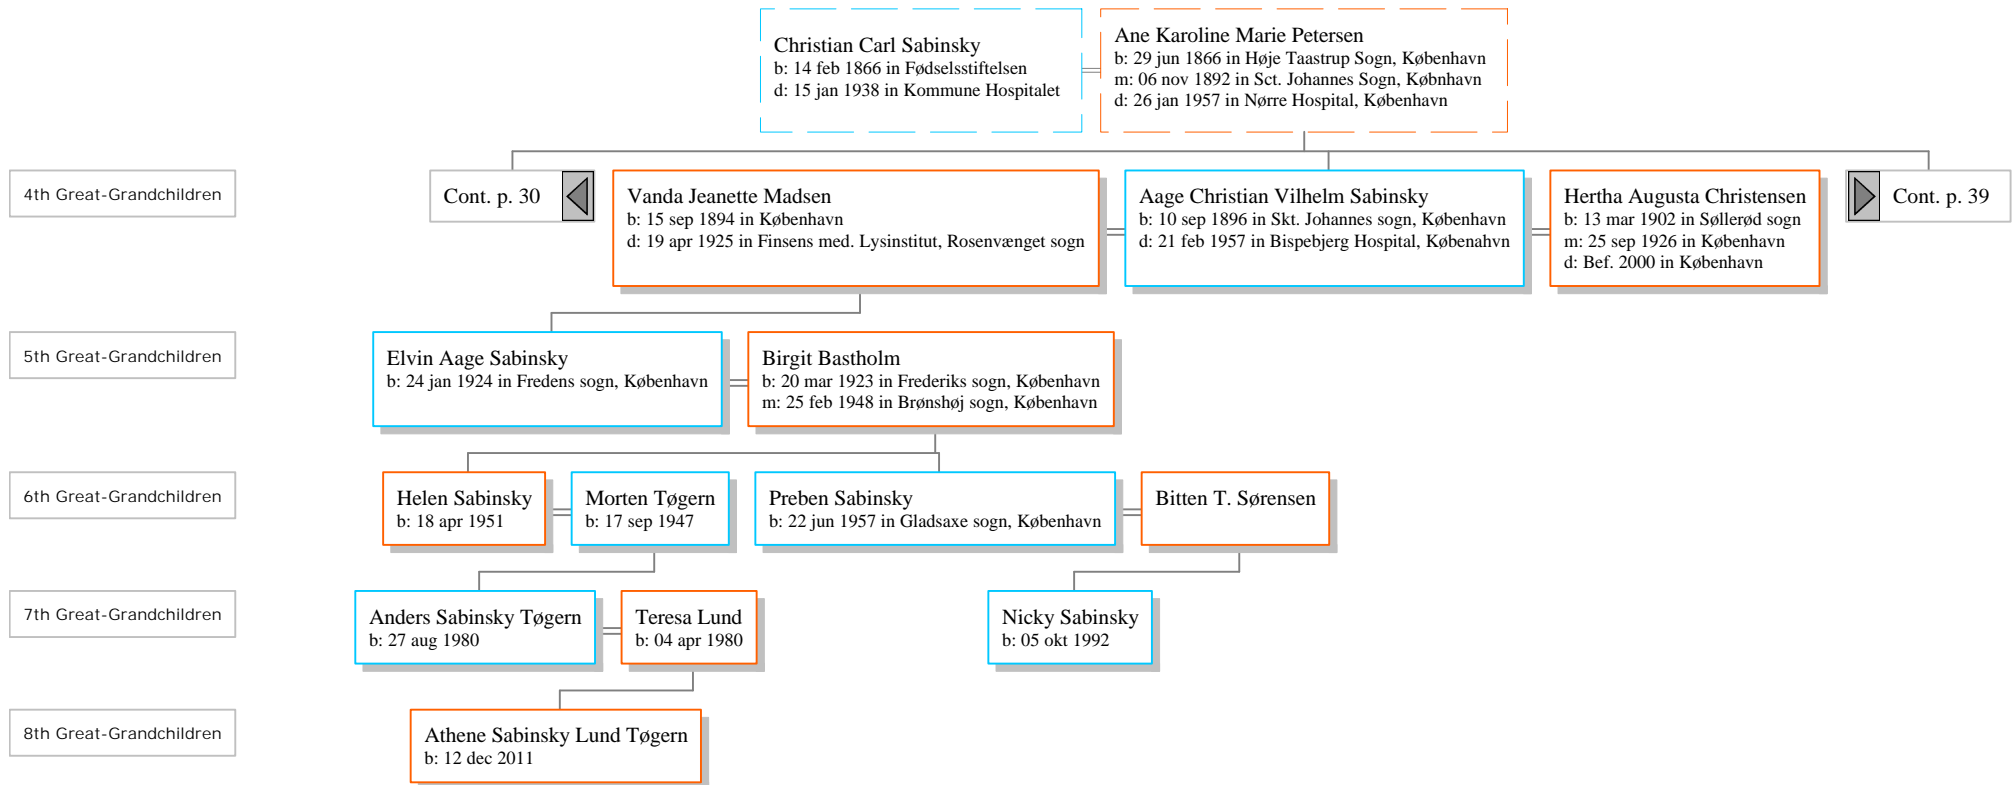 Christian Carl Sabinsky
b: 14 feb 1866 in Fødselsstiftelsen
d: 15 jan 1938 in Kommune Hospitalet
Ane Karoline Marie Petersen
b: 29 jun 1866 in Høje Taastrup Sogn, København
m: 06 nov 1892 in Sct. Johannes Sogn, Købnhavn
d: 26 jan 1957 in Nørre Hospital, København
4th Great-Grandchildren
Cont. p. 30
Vanda Jeanette Madsen
b: 15 sep 1894 in København
d: 19 apr 1925 in Finsens med. Lysinstitut, Rosenvænget sogn
Aage Christian Vilhelm Sabinsky
b: 10 sep 1896 in Skt. Johannes sogn, København
d: 21 feb 1957 in Bispebjerg Hospital, Købenahvn
Hertha Augusta Christensen
b: 13 mar 1902 in Søllerød sogn
m: 25 sep 1926 in København
d: Bef. 2000 in København
Cont. p. 39
5th Great-Grandchildren
Elvin Aage Sabinsky
b: 24 jan 1924 in Fredens sogn, København
Birgit Bastholm
b: 20 mar 1923 in Frederiks sogn, København
m: 25 feb 1948 in Brønshøj sogn, København
6th Great-Grandchildren
Helen Sabinsky
b: 18 apr 1951
Morten Tøgern
b: 17 sep 1947
Preben Sabinsky
b: 22 jun 1957 in Gladsaxe sogn, København
Bitten T. Sørensen
7th Great-Grandchildren
Anders Sabinsky Tøgern
b: 27 aug 1980
Teresa Lund
b: 04 apr 1980
Nicky Sabinsky
b: 05 okt 1992
8th Great-Grandchildren
Athene Sabinsky Lund Tøgern
b: 12 dec 2011